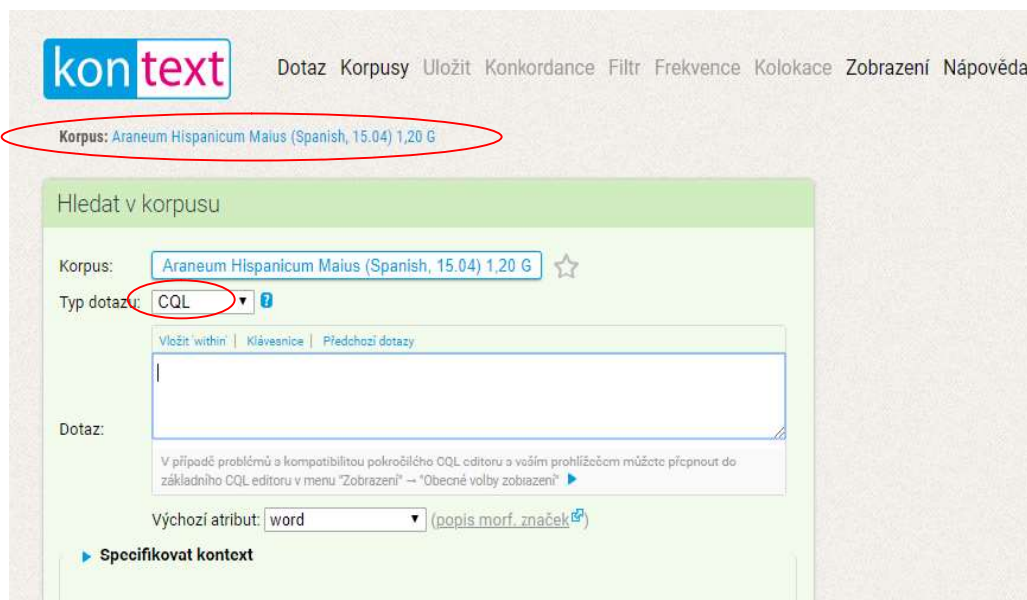 kontext Dotaz Korpusy Uložit Konkordance Filtr Frekvence Kolokace Zobrazení Nápověda
Korpus: Araneum Hispanicum Maius (Spanish, 15.04) 1,20 G
Hledat v korpusu
Korpus: Araneum Hispanicum Maius (Spanish, 15.04) 1,20 G
Typ dotazu: CQL ?
Vložit 'within' | Klávesnice | Předchozí dotazy
Dotaz:
V případě problémů s kompatibilitou pokročilého CQL editoru s vaším prohlížečem můžete přepnout do
základního CQL editoru v menu "Zobrazení" → "Obecné volby zobrazení"
Výchozí atribut: word (popis morf. značek)
Specifikovat kontext